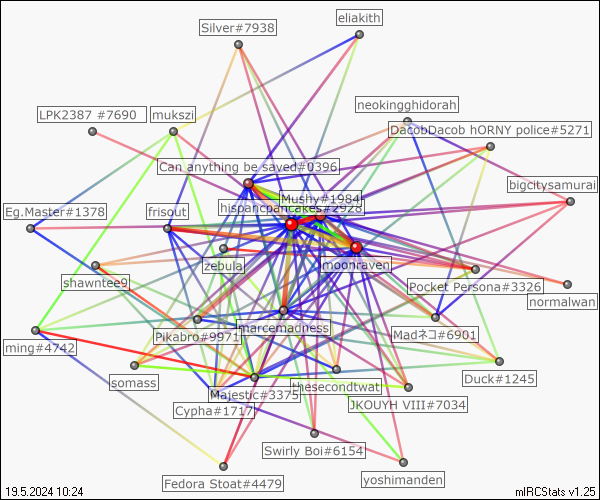 eliakith
Silver#7938
neokingghidorah
LPK2387 #7690
mukszi
DacobDacob hORNY police#5271
Can anything be saved#0396
bigcitysamurai
Mushy#1984
hispanicpancakes#2928
Eg.Master#1378
frisout
zebula
moonraven
shawntee9
Pocket Persona#3326
normalwan
marcemadness
Pikabro#9971
Madネコ#6901
ming#4742
Duck#1245
somass
thesecondtwat
Majestic#3375
JKOUYH VIII#7034
Cypha#1717
Swirly Boi#6154
Fedora Stoat#4479
yoshimanden
19.5.2024 10:24
mIRCStats v1.25